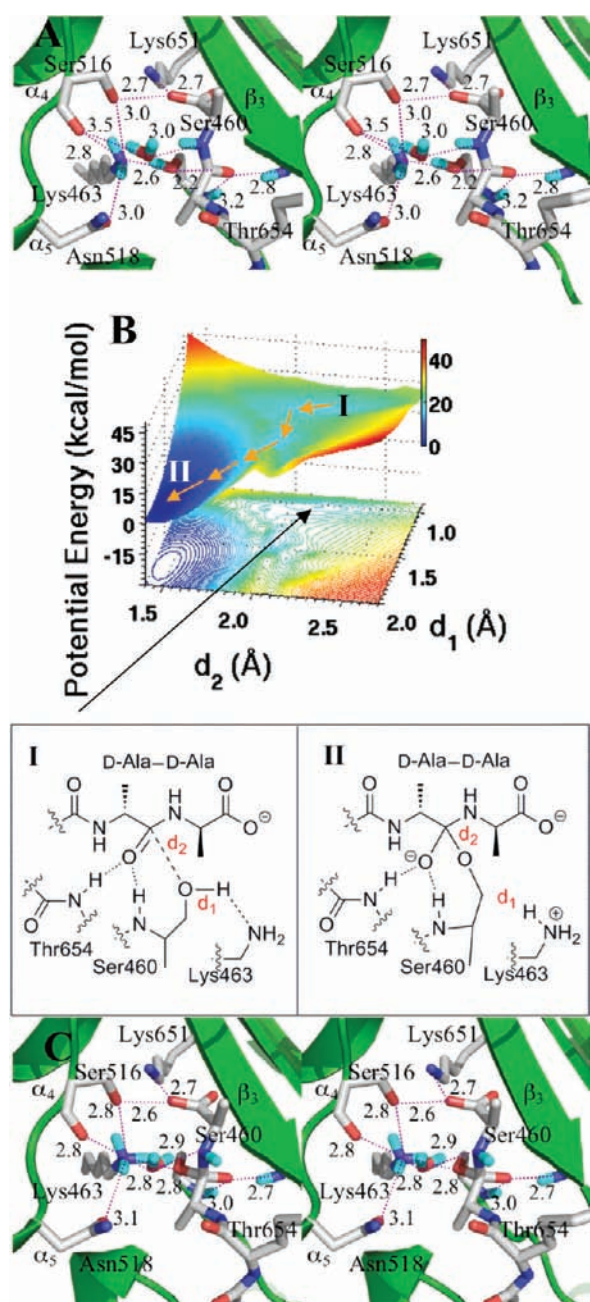 A
Lys651
Lys651
Ser516
Ser516
2.7
2.7
α4
2.7
β3
α4
2.7
β3
3.0
3.0
3.5
3.0
Ser460
3.5
3.0
Ser460
2.8
2.6
2.2
2.8
2.8
2.6
2.2
2.8
Lys463
3.2
Lys463
3.2
3.0
3.0
α5
Thr654
α5
Thr654
Asn518
Asn518
B
Potential Energy (kcal/mol)
45
30
15
0
-15
I
II
40
20
0
1.5
2.0
2.5
d2 (Å)
1.0
1.5
2.0
d1 (Å)
I
D-Ala–D-Ala
H
N
O
O⊖
N
H
O
d2
O
O
H
H
O
H
d1
N
N
NH2
Thr654
Ser460
Lys463
II
D-Ala–D-Ala
H
N
O
O⊖
N
H
O
d2
⊖O
O
O
H
H
d1
H
⊕
N
N
NH2
Thr654
Ser460
Lys463
C
Lys651
Lys651
Ser516
Ser516
2.7
2.7
α4
2.8
2.6
β3
α4
2.8
2.6
β3
2.8
2.9
Ser460
2.8
2.9
Ser460
Lys463
2.8
2.8
2.7
Lys463
2.8
2.8
2.7
3.0
3.0
3.1
3.1
α5
Thr654
α5
Thr654
Asn518
Asn518